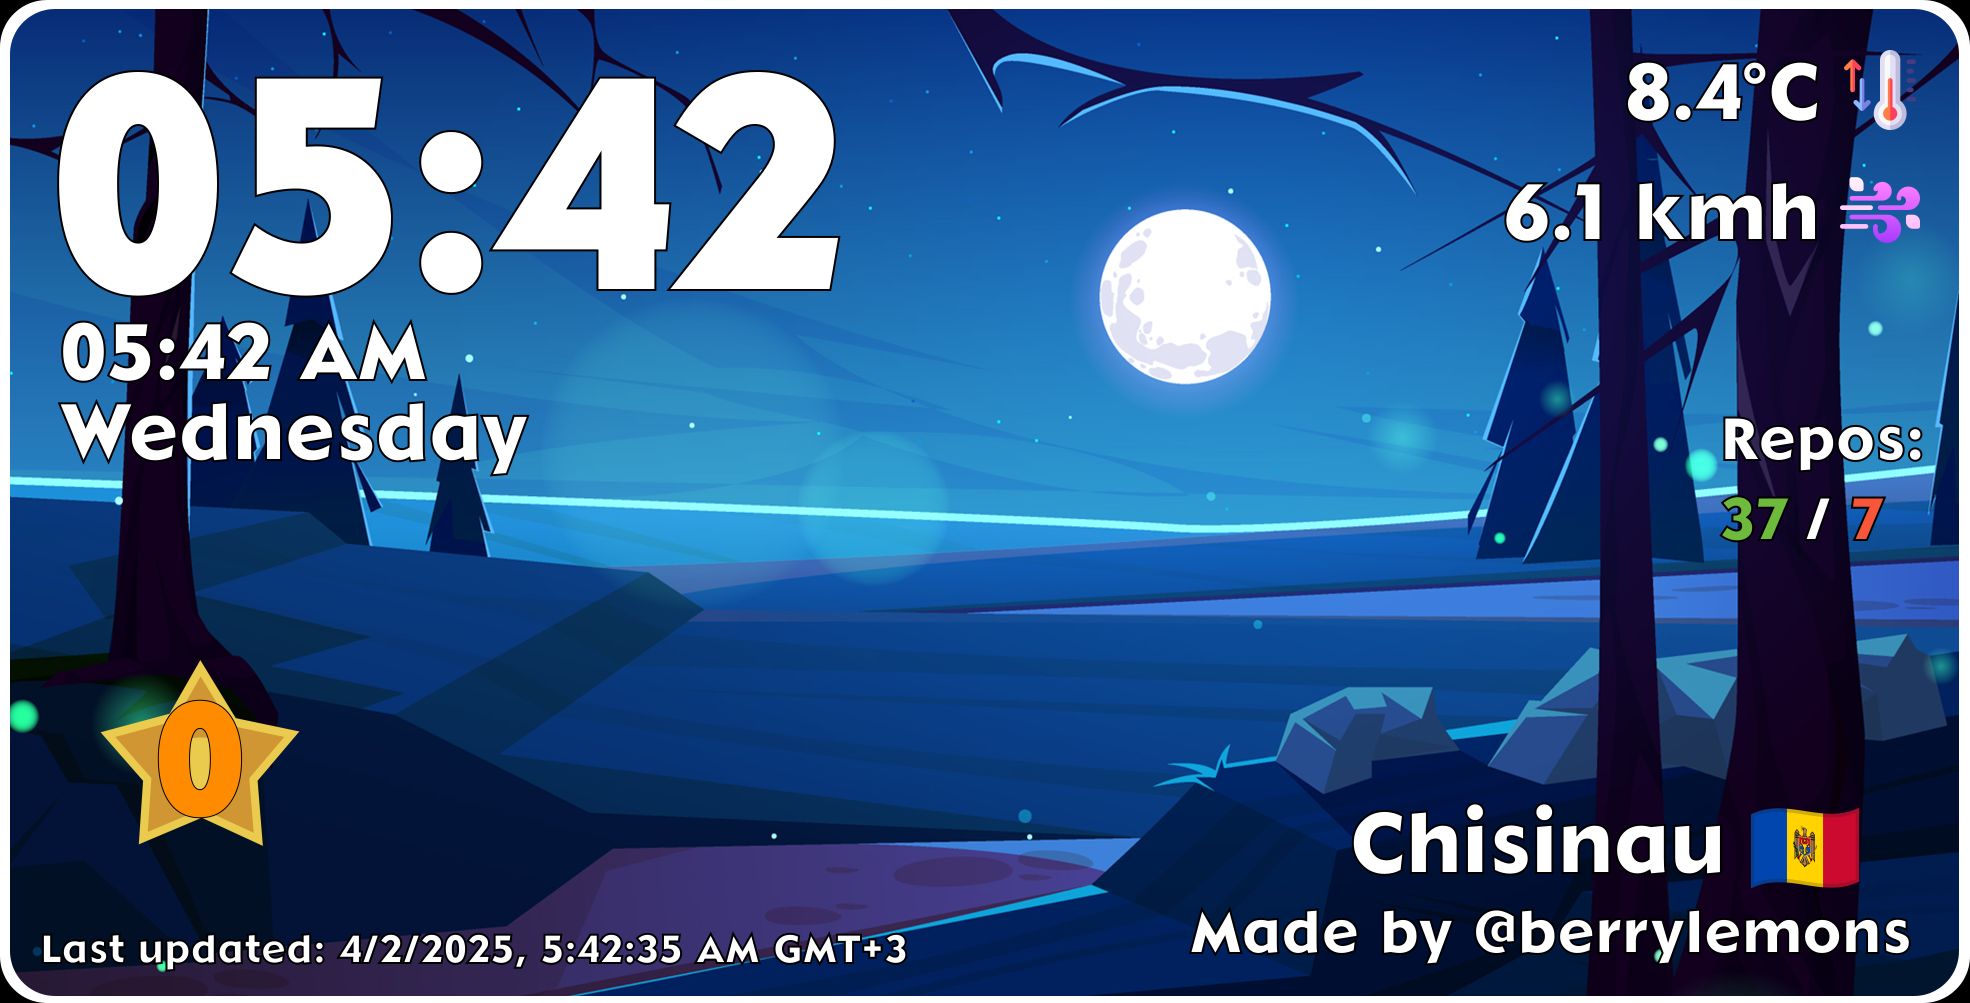 05:42
05:42 AM
Wednesday
8.4°C
6.1 kmh
Repos:
37 / 7
0
Chisinau
Made by @berrylemons
Last updated: 4/2/2025, 5:42:35 AM GMT+3